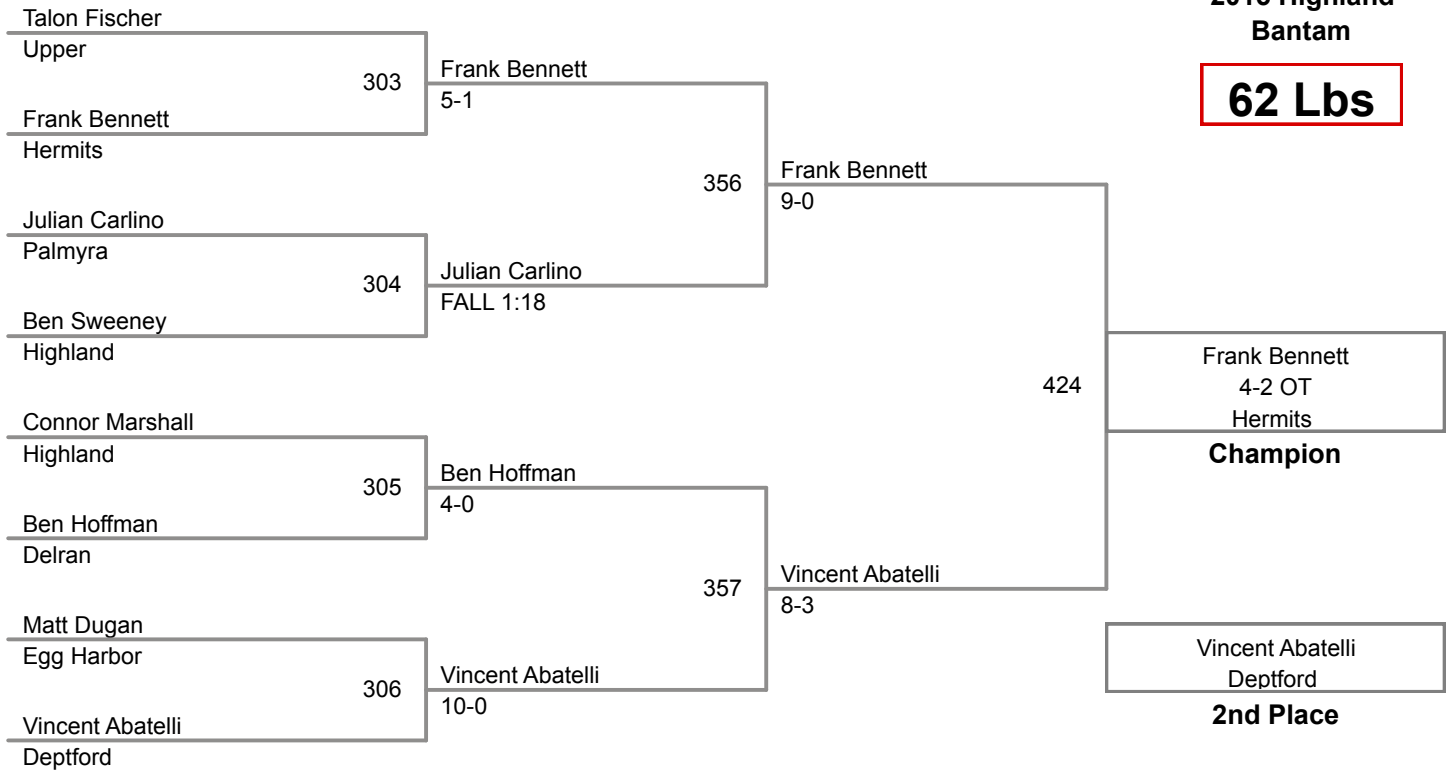 Highland
Bantam
62 Lbs
Talon Fischer
Upper
303
Frank Bennett
5-1
Frank Bennett
Hermits
356
Frank Bennett
9-0
Julian Carlino
Palmyra
304
Julian Carlino
FALL 1:18
Ben Sweeney
Highland
424
Frank Bennett
4-2 OT
Hermits
Champion
Connor Marshall
Highland
305
Ben Hoffman
4-0
Ben Hoffman
Delran
357
Vincent Abatelli
8-3
Matt Dugan
Egg Harbor
306
Vincent Abatelli
10-0
Vincent Abatelli
Deptford
Vincent Abatelli
Deptford
2nd Place